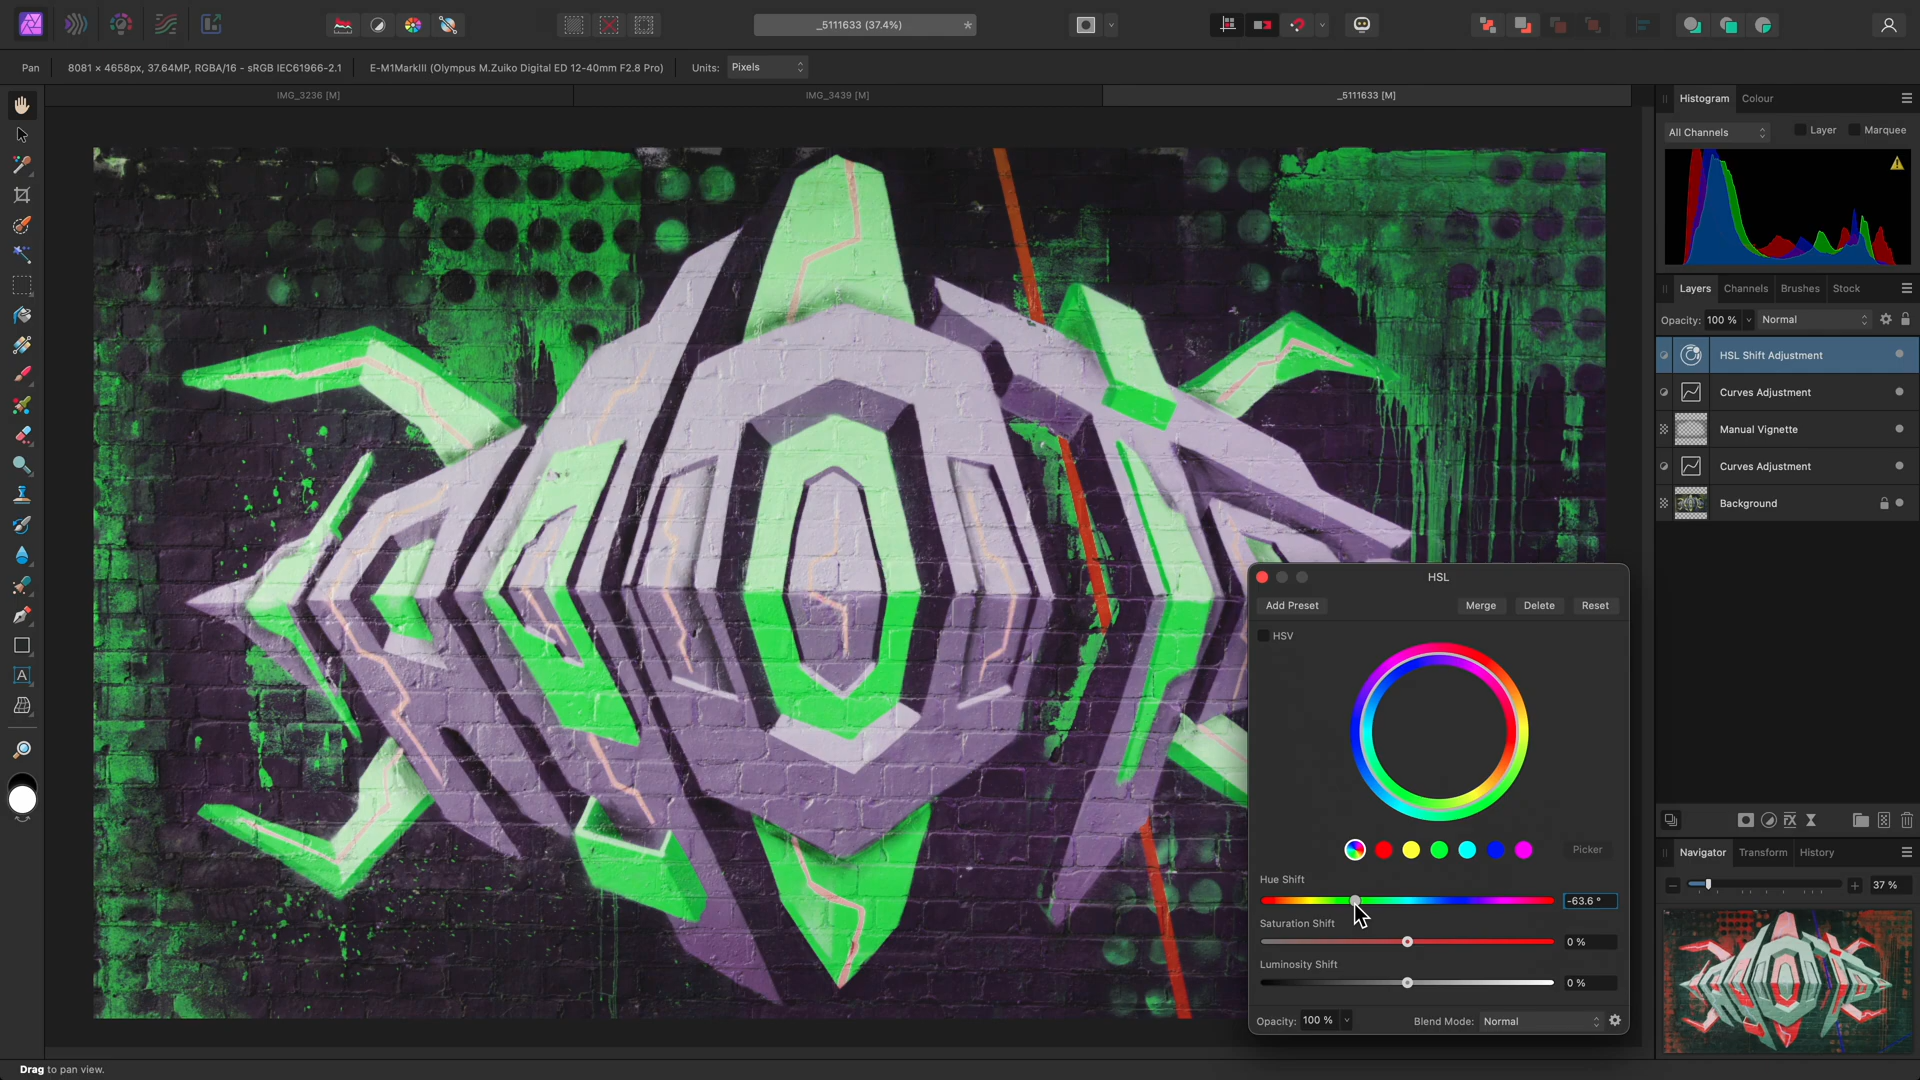 _5111633 (37.4%)
*
Pan
8081 × 4658px, 37.64MP, RGBA/16 - sRGB IEC61966-2.1
E-M1MarkIII (Olympus M.Zuiko Digital ED 12-40mm F2.8 Pro)
Units:
Pixels
IMG_3236 [M]
IMG_3439 [M]
_5111633 [M]
Histogram
Colour
All Channels
Layer
Marquee
Layers
Channels
Brushes
Stock
Opacity:
100 %
Normal
HSL Shift Adjustment
Curves Adjustment
Manual Vignette
Curves Adjustment
Background
HSL
Add Preset
Merge
Delete
Reset
HSV
Picker
Hue Shift
-63.6 °
Saturation Shift
0 %
Luminosity Shift
0 %
Opacity:
100 %
Blend Mode:
Normal
FX
A
Navigator
Transform
History
37 %
Drag to pan view.